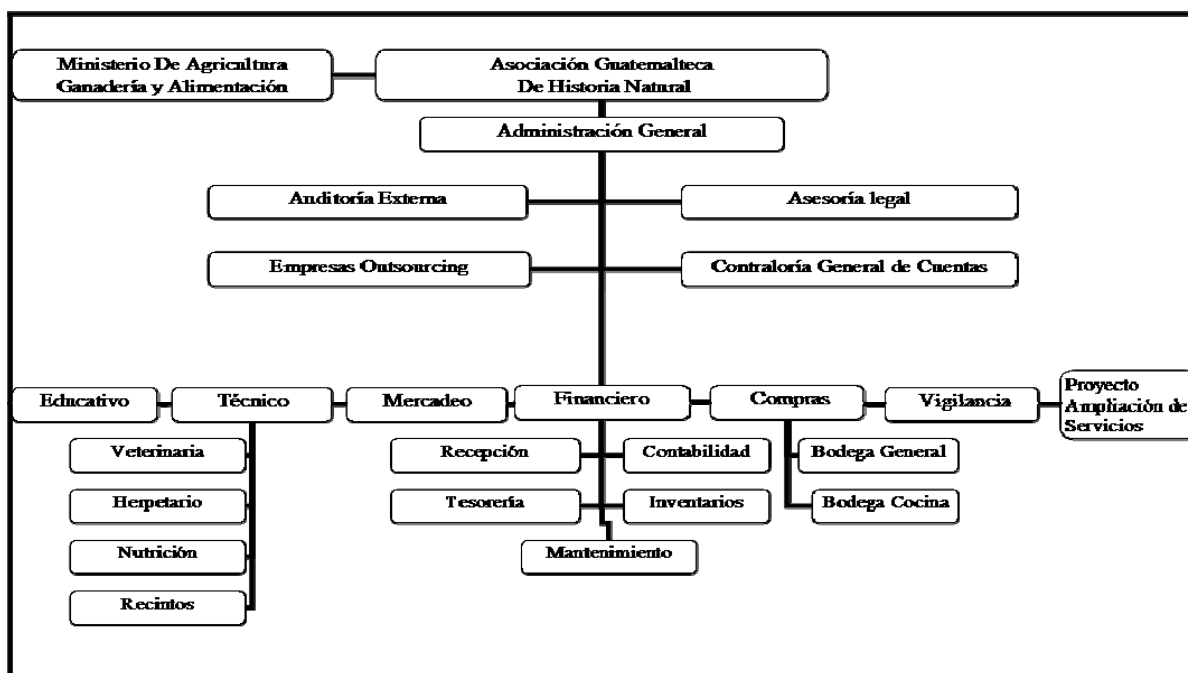 Ministerio De Agricultura
Ganadería y Alimentación
Asociación Guatemalteca
De Historia Natural
Administración General
Auditoría Externa
Asesoría legal
Empresas Outsourcing
Contraloría General de Cuentas
Educativo
Técnico
Mercadeo
Financiero
Compras
Vigilancia
Proyecto
Ampliación de
Servicios
Veterinaria
Recepción
Contabilidad
Bodega General
Herpetario
Tesorería
Inventarios
Bodega Cocina
Nutrición
Mantenimiento
Recintos